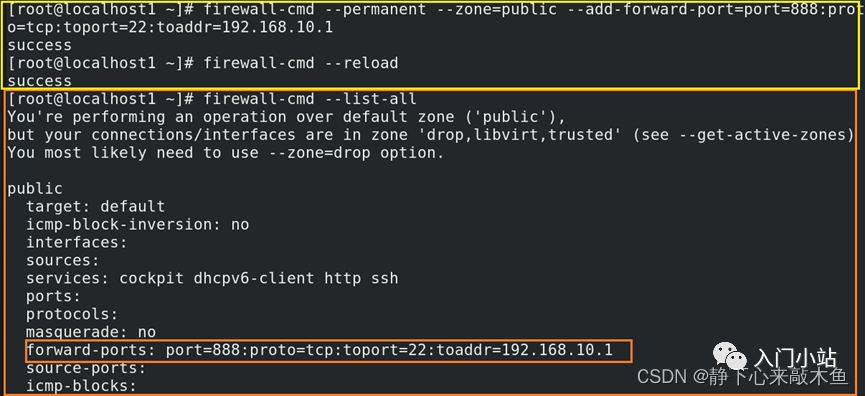 [root@localhost1 ~]# firewall-cmd --permanent --zone=public --add-forward-port=port=888:prot
o=tcp:toport=22:toaddr=192.168.10.1
success
[root@localhost1 ~]# firewall-cmd --reload
success
[root@localhost1 ~]# firewall-cmd --list-all
You're performing an operation over default zone ('public'),
but your connections/interfaces are in zone 'drop,libvirt,trusted' (see --get-active-zones)
You most likely need to use --zone=drop option.
public
target: default
icmp-block-inversion: no
interfaces:
sources:
services: cockpit dhcpv6-client http ssh
ports:
protocols:
masquerade: no
forward-ports: port=888:proto=tcp:toport=22:toaddr=192.168.10.1
source-ports:
icmp-blocks:
入门小站
CSDN @静下心来敲木鱼